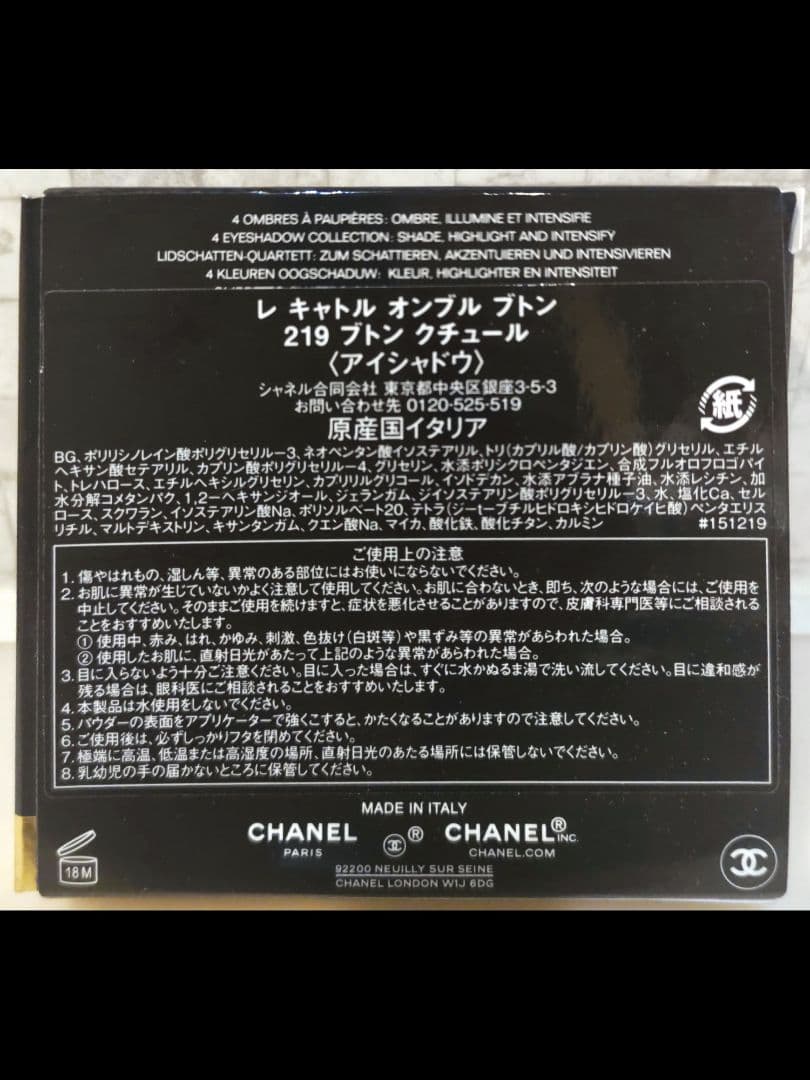 4 OMBRES À PAUPIÈRES: OMBRE, ILLUMINE ET INTENSIFIE
4 EYESHADOW COLLECTION: SHADE, HIGHLIGHT AND INTENSIFY
LIDSCHATTEN-QUARTETT: ZUM SCHATTIEREN, AKZENTUIEREN UND INTENSIVIEREN
4 KLEUREN OOGSCHADUW: KLEUR, HIGHLIGHTER EN INTENSITEIT
レ キャトル オンブル ブトン
219 ブトン クチュール
〈アイシャドウ〉
シャネル合同会社 東京都中央区銀座3-5-3
お問い合わせ先 0120-525-519
原産国イタリア
紙
BG、ポリリシノレイン酸ポリグリセリル-3、ネオペンタン酸イソステアリル、トリ(カプリル酸/カプリン酸)グリセリル、エチル
ヘキサン酸セテアリル、カプリン酸ポリグリセリル-4、グリセリン、水添ポリシクロペンタジエン、合成フルオロフロゴパイ
ト、トレハロース、エチルヘキシルグリセリン、カプリリルグリコール、イソドデカン、水添アブラナ種子油、水添レシチン、加
水分解コメタンパク、1,2-ヘキサンジオール、ジェランガム、ジイソステアリン酸ポリグリセリル-3、水、塩化Ca、セル
ロース、スクワラン、イソステアリン酸Na、ポリソルベート20、テトラ(ジ-t-ブチルヒドロキシヒドロケイヒ酸)ペンタエリス
リチル、マルトデキストリン、キサンタンガム、クエン酸Na、マイカ、酸化鉄、酸化チタン、カルミン #151219
ご使用上の注意
1. 傷やはれもの、湿しん等、異常のある部位にはお使いにならないでください。
2. お肌に異常が生じていないかよく注意して使用してください。お肌に合わないとき、即ち、次のような場合には、ご使用を
中止してください。そのままご使用を続けますと、症状を悪化させることがありますので、皮膚科専門医等にご相談され
ることをおすすめいたします。
① 使用中、赤み、はれ、かゆみ、刺激、色抜け(白斑等)や黒ずみ等の異常があらわれた場合。
② 使用したお肌に、直射日光があたって上記のような異常があらわれた場合。
3. 目に入らないよう十分ご注意ください。目に入った場合は、すぐに水かぬるま湯で洗い流してください。目に違和感が
残る場合は、眼科医にご相談されることをおすすめいたします。
4. 本製品は水使用をしないでください。
5. パウダーの表面をアプリケーターで強くこすると、かたくなることがありますので注意してください。
6. ご使用後は、必ずしっかりフタを閉めてください。
7. 極端に高温、低温または高湿度の場所、直射日光のあたる場所には保管しないでください。
8. 乳幼児の手の届かないところに保管してください。
MADE IN ITALY
CHANEL ® CHANEL® INC.
PARIS CHANEL.COM
92200 NEUILLY SUR SEINE
CHANEL LONDON W1J 6DG
18 M